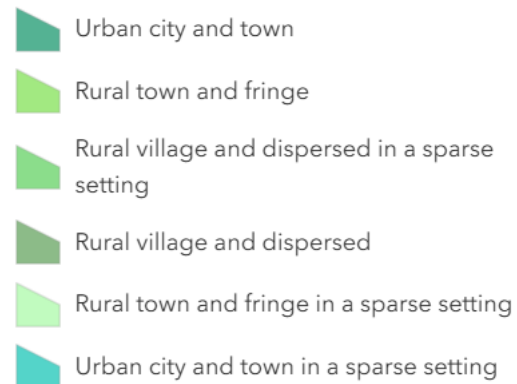 Urban city and town
Rural town and fringe
Rural village and dispersed in a sparse
setting
Rural village and dispersed
Rural town and fringe in a sparse setting
Urban city and town in a sparse setting